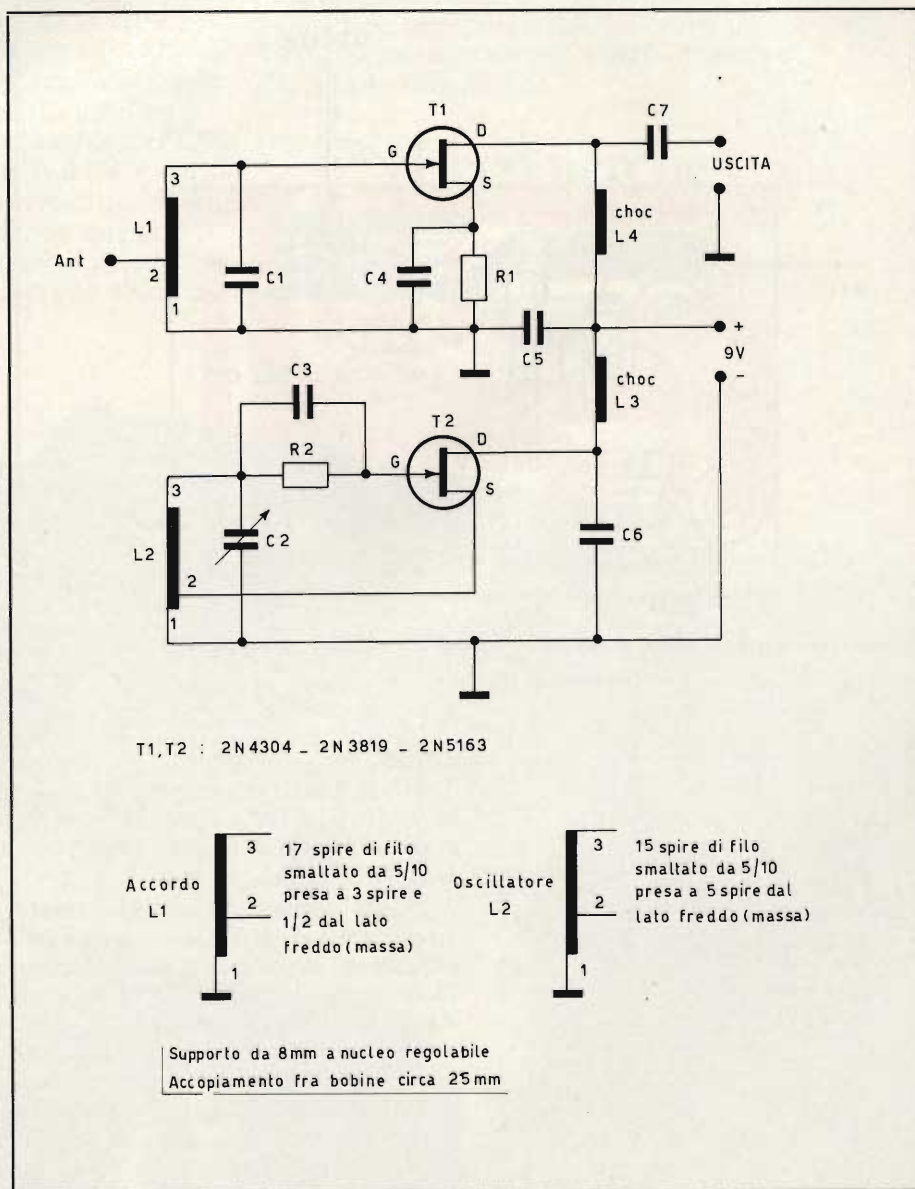 T1
D
C7
G
USCITA
3
S
L1
choc
L4
Ant
C1
C4
R1
2
1
+
C5
9V
C3
choc
-
L3
T2
D
R2
G
3
S
C2
C6
L2
2
1
T1,T2 : 2N4304 _ 2N3819 _ 2N5163
3
17 spire di filo
smaltato da 5/10
Accordo
presa a 3 spire e
L1
2
1/2 dal lato
freddo (massa)
1
3
15 spire di filo
smaltato da 5/10
Oscillatore
presa a 5 spire dal
L2
2
lato freddo (massa)
1
Supporto da 8mm a nucleo regolabile
Accopiamento fra bobine circa 25mm